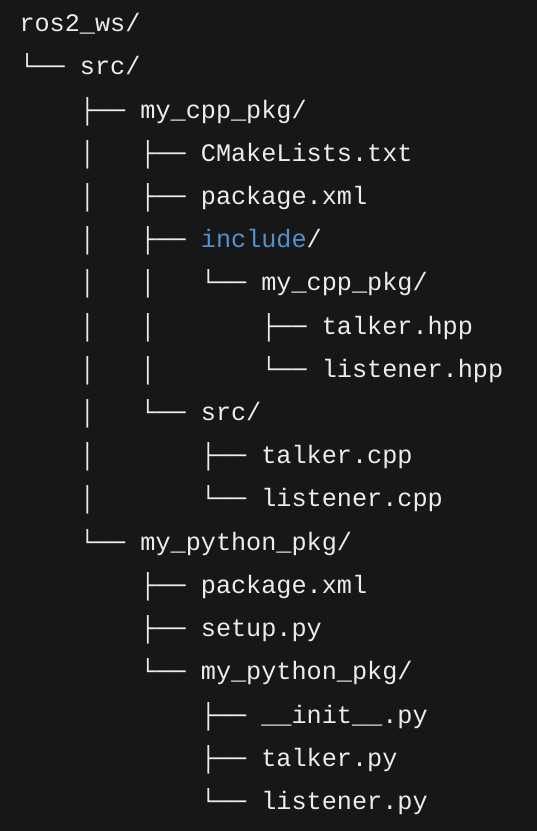 ros2_ws/
└── src/
    ├── my_cpp_pkg/
    │   ├── CMakeLists.txt
    │   ├── package.xml
    │   ├── include/
    │   │   └── my_cpp_pkg/
    │   │       ├── talker.hpp
    │   │       └── listener.hpp
    │   └── src/
    │       ├── talker.cpp
    │       └── listener.cpp
    └── my_python_pkg/
        ├── package.xml
        ├── setup.py
        └── my_python_pkg/
            ├── __init__.py
            ├── talker.py
            └── listener.py